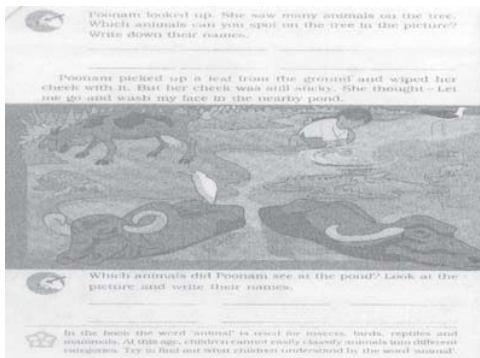 Poonam looked up. She saw many animals on the tree.
Which animals can you spot on the tree in the picture?
Write down their names.
Poonam picked up a leaf from the ground and wiped her
cheek with it. But her cheek was still sticky. She thought – Let
me go and wash my face in the nearby pond.
Which animals did Poonam see at the pond? Look at the
picture and write their names.
In the book the word 'animal' is used for insects, birds, reptiles and
mammals. At this age, children cannot easily classify animals into different
categories. Try to find out what children understand by the word 'animal'.